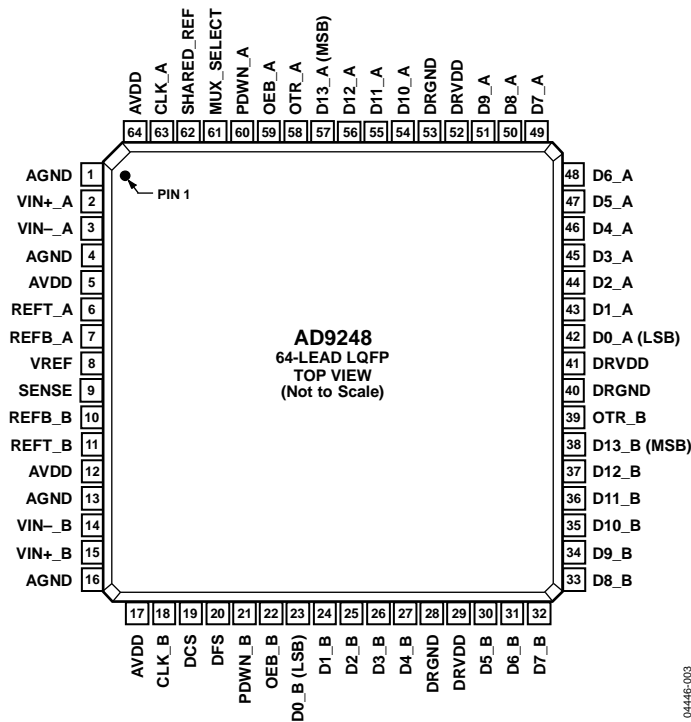 AVDD
CLK_A
SHARED_REF
MUX_SELECT
PDWN_A
OEB_A
OTR_A
D13_A (MSB)
D12_A
D11_A
D10_A
DRGND
DRVDD
D9_A
D8_A
D7_A
64 63 62 61 60 59 58 57 56 55 54 53 52 51 50 49
PIN 1
AGND 1
VIN+_A 2
VIN–_A 3
AGND 4
AVDD 5
REFT_A 6
REFB_A 7
VREF 8
SENSE 9
REFB_B 10
REFT_B 11
AVDD 12
AGND 13
VIN–_B 14
VIN+_B 15
AGND 16
AD9248
64-LEAD LQFP
TOP VIEW
(Not to Scale)
48 D6_A
47 D5_A
46 D4_A
45 D3_A
44 D2_A
43 D1_A
42 D0_A (LSB)
41 DRVDD
40 DRGND
39 OTR_B
38 D13_B (MSB)
37 D12_B
36 D11_B
35 D10_B
34 D9_B
33 D8_B
17 18 19 20 21 22 23 24 25 26 27 28 29 30 31 32
AVDD
CLK_B
DCS
DFS
PDWN_B
OEB_B
D0_B (LSB)
D1_B
D2_B
D3_B
D4_B
DRGND
DRVDD
D5_B
D6_B
D7_B
04446-003